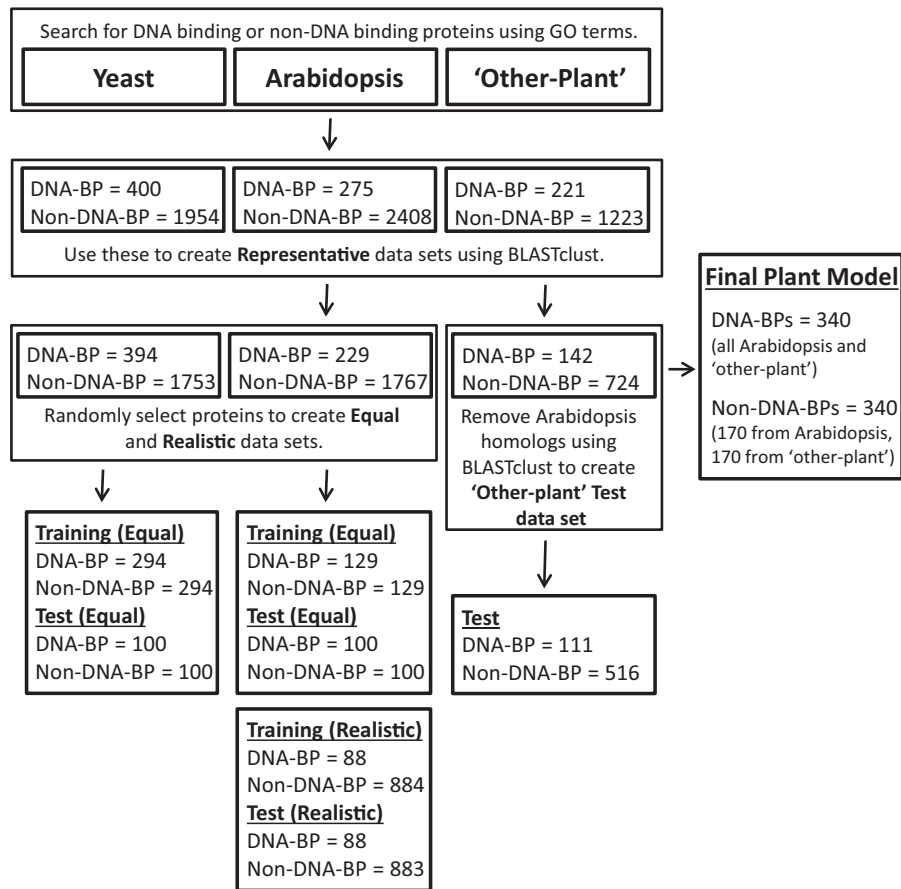 Search for DNA binding or non-DNA binding proteins using GO terms.
Yeast
Arabidopsis
‘Other-Plant’
DNA-BP = 400
Non-DNA-BP = 1954
DNA-BP = 275
Non-DNA-BP = 2408
DNA-BP = 221
Non-DNA-BP = 1223
Use these to create Representative data sets using BLASTclust.
DNA-BP = 394
Non-DNA-BP = 1753
DNA-BP = 229
Non-DNA-BP = 1767
Randomly select proteins to create Equal
and Realistic data sets.
DNA-BP = 142
Non-DNA-BP = 724
Remove Arabidopsis
homologs using
BLASTclust to create
‘Other-plant’ Test
data set
Final Plant Model
DNA-BPs = 340
(all Arabidopsis and
‘other-plant’)
Non-DNA-BPs = 340
(170 from Arabidopsis,
170 from ‘other-plant’)
Training (Equal)
DNA-BP = 294
Non-DNA-BP = 294
Test (Equal)
DNA-BP = 100
Non-DNA-BP = 100
Training (Equal)
DNA-BP = 129
Non-DNA-BP = 129
Test (Equal)
DNA-BP = 100
Non-DNA-BP = 100
Test
DNA-BP = 111
Non-DNA-BP = 516
Training (Realistic)
DNA-BP = 88
Non-DNA-BP = 884
Test (Realistic)
DNA-BP = 88
Non-DNA-BP = 883